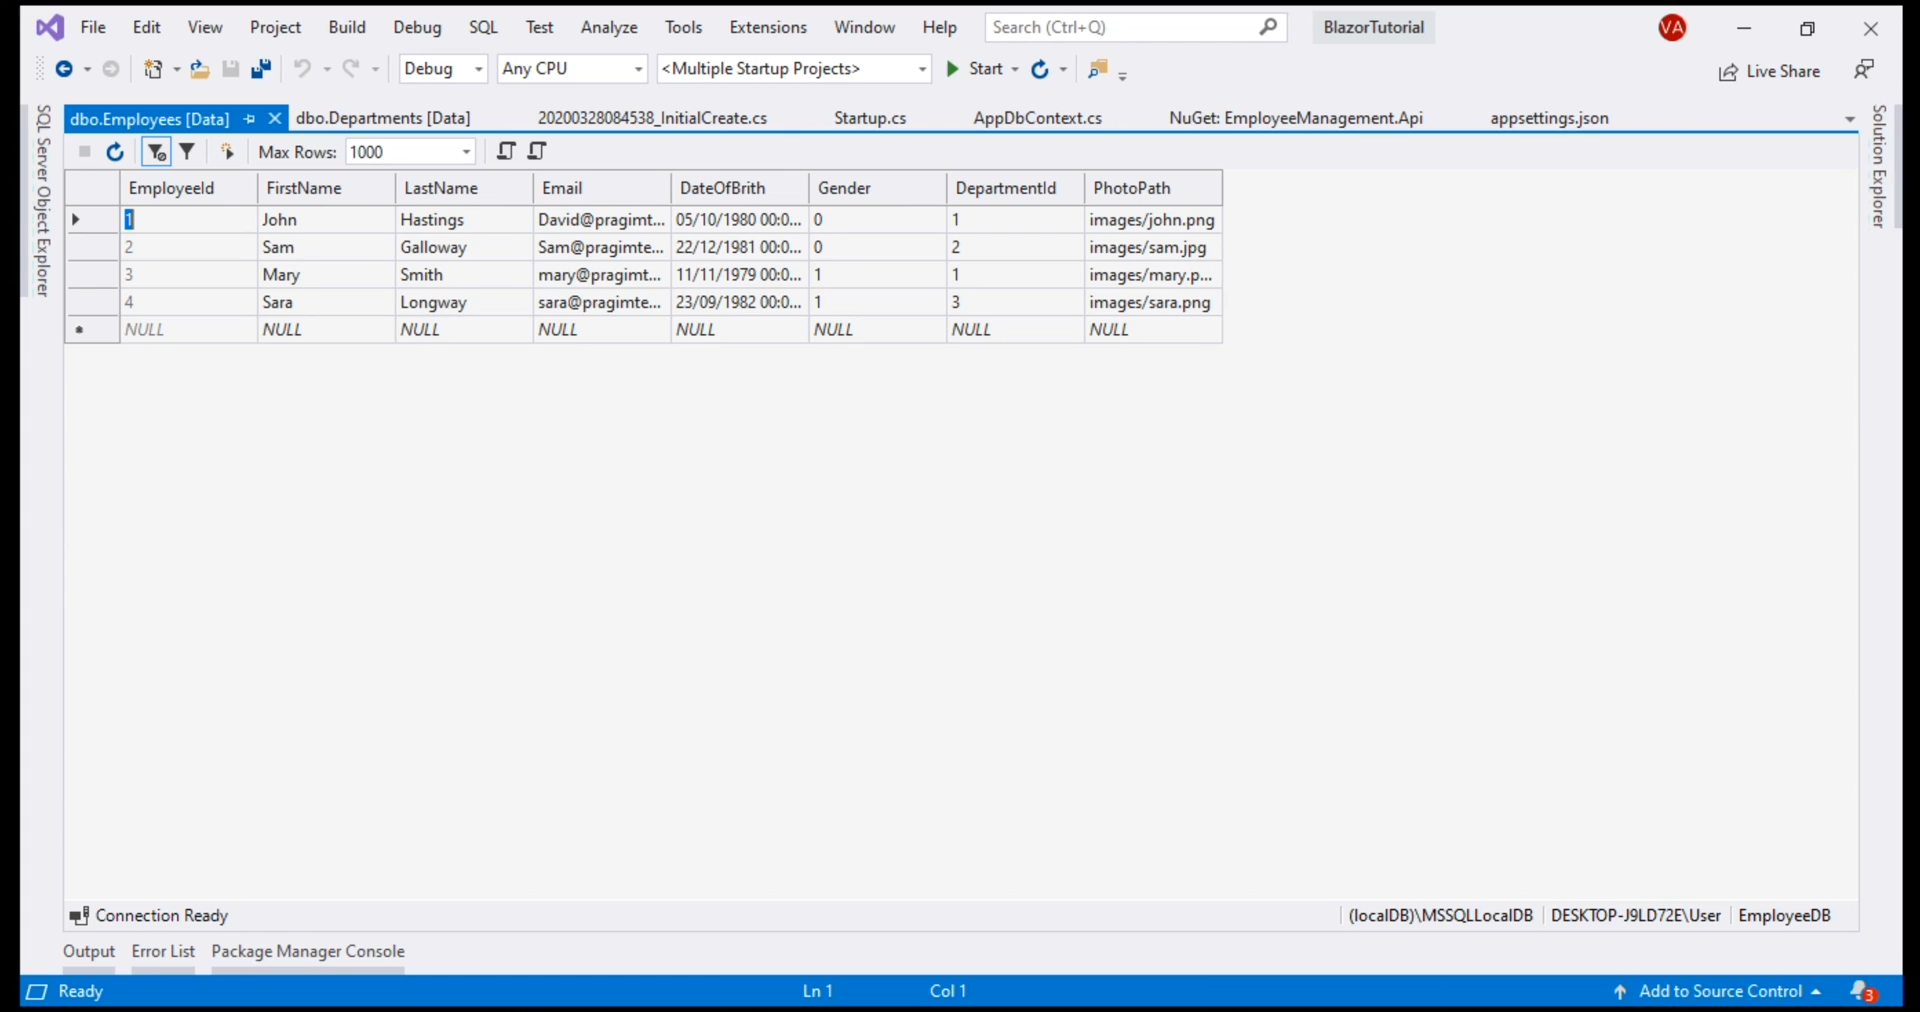 File Edit View Project Build Debug SQL Test Analyze Tools Extensions Window Help Search (Ctrl+Q) BlazorTutorial VA
Debug Any CPU <Multiple Startup Projects> Start Live Share
dbo.Employees [Data] dbo.Departments [Data] 20200328084538_InitialCreate.cs Startup.cs AppDbContext.cs NuGet: EmployeeManagement.Api appsettings.json
SQL Server Object Explorer
Solution Explorer
Max Rows: 1000
EmployeeId FirstName LastName Email DateOfBrith Gender DepartmentId PhotoPath
1 John Hastings David@pragimt... 05/10/1980 00:0... 0 1 images/john.png
2 Sam Galloway Sam@pragimte... 22/12/1981 00:0... 0 2 images/sam.jpg
3 Mary Smith mary@pragimt... 11/11/1979 00:0... 1 1 images/mary.p...
4 Sara Longway sara@pragimte... 23/09/1982 00:0... 1 3 images/sara.png
NULL NULL NULL NULL NULL NULL NULL NULL
Connection Ready (localDB)\MSSQLLocalDB DESKTOP-J9LD72E\User EmployeeDB
Output Error List Package Manager Console
Ready Ln 1 Col 1 Add to Source Control 3